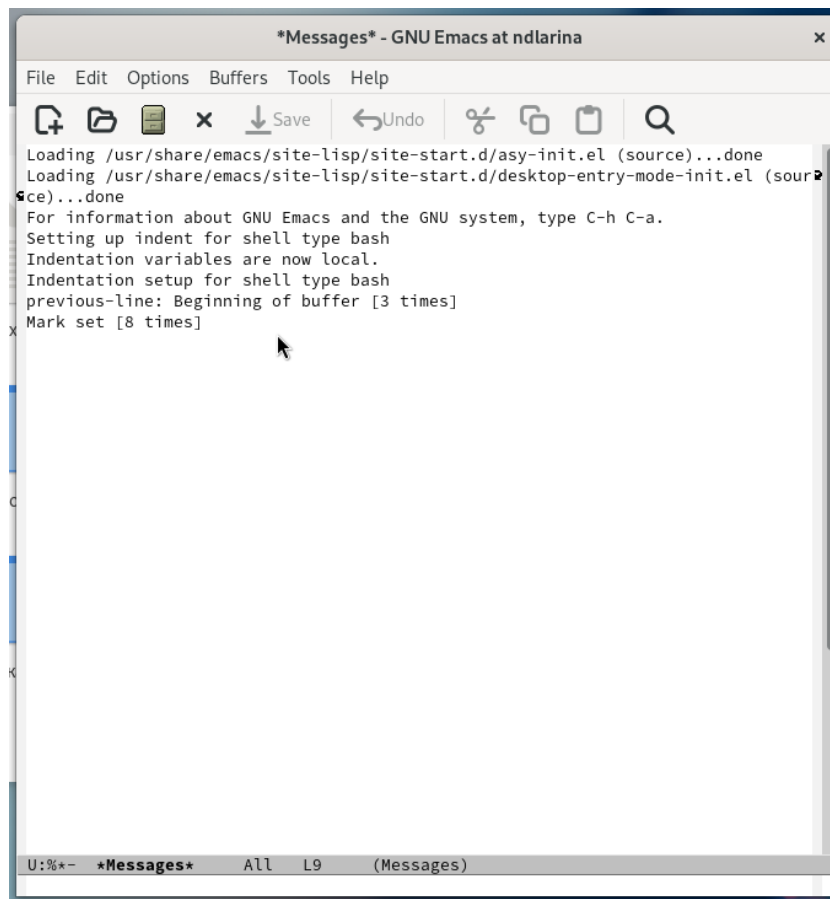 *Messages* - GNU Emacs at ndlarina
File Edit Options Buffers Tools Help
Save Undo
Loading /usr/share/emacs/site-lisp/site-start.d/asy-init.el (source)...done
Loading /usr/share/emacs/site-lisp/site-start.d/desktop-entry-mode-init.el (sour
ce)...done
For information about GNU Emacs and the GNU system, type C-h C-a.
Setting up indent for shell type bash
Indentation variables are now local.
Indentation setup for shell type bash
previous-line: Beginning of buffer [3 times]
Mark set [8 times]
U:%*- *Messages* All L9 (Messages)